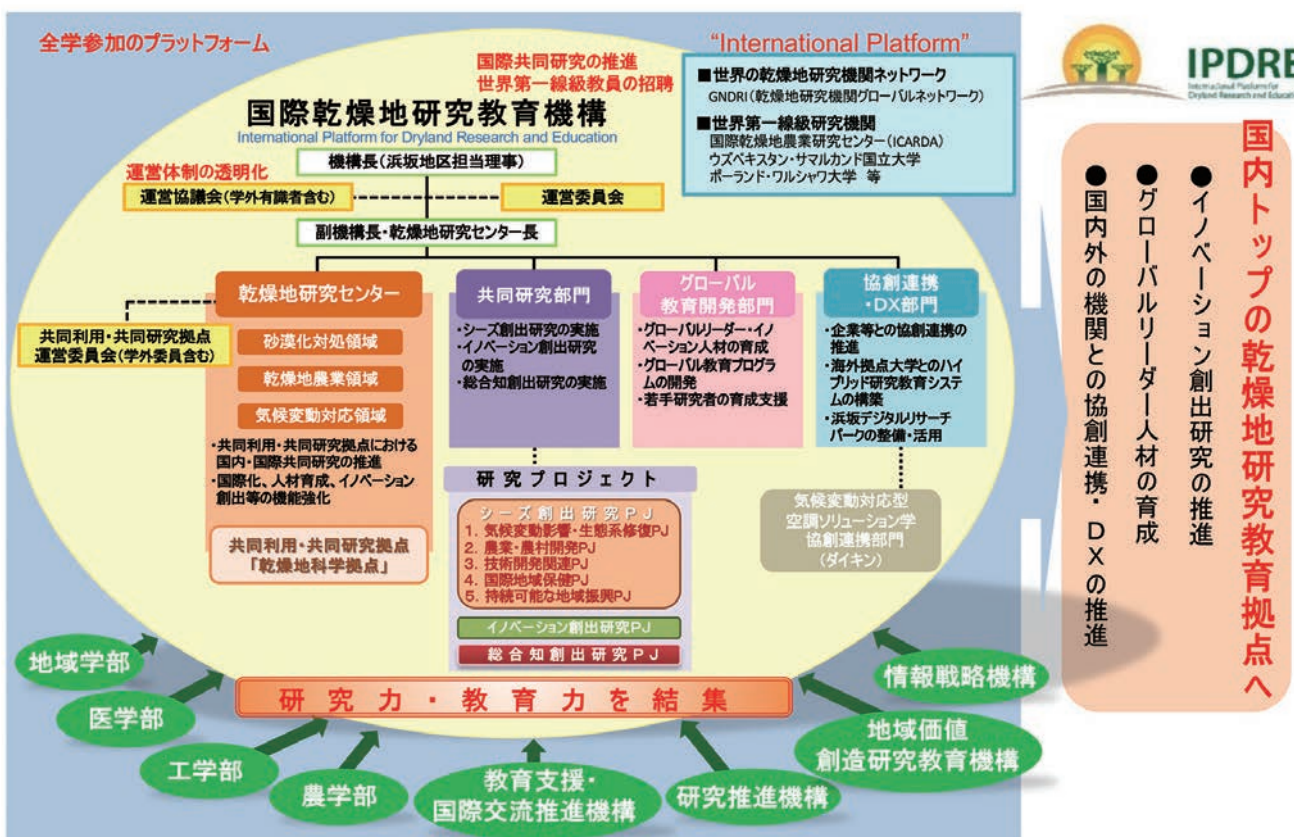 全学参加のプラットフォーム
国際共同研究の推進
世界第一線級教員の招聘
国際乾燥地研究教育機構
International Platform for Dryland Research and Education
"International Platform"
■世界の乾燥地研究機関ネットワーク
GNDRI(乾燥地研究機関グローバルネットワーク)
■世界第一線級研究機関
国際乾燥地農業研究センター(ICARDA)
ウズベキスタン・サマルカンド国立大学
ポーランド・ワルシャワ大学 等
機構長(浜坂地区担当理事)
運営体制の透明化
運営協議会(学外有識者含む)
運営委員会
副機構長・乾燥地研究センター長
乾燥地研究センター
共同利用・共同研究拠点
運営委員会(学外委員含む)
砂漠化対処領域
乾燥地農業領域
気候変動対応領域
・共同利用・共同研究拠点における
国内・国際共同研究の推進
・国際化、人材育成、イノベーション
創出等の機能強化
共同利用・共同研究拠点
「乾燥地科学拠点」
共同研究部門
・シーズ創出研究の実施
・イノベーション創出研究
の実施
・総合知創出研究の実施
研究プロジェクト
シーズ創出研究PJ
1. 気候変動影響・生態系修復PJ
2. 農業・農村開発PJ
3. 技術開発関連PJ
4. 国際地域保健PJ
5. 持続可能な地域振興PJ
イノベーション創出研究PJ
総合知創出研究PJ
グローバル
教育開発部門
・グローバルリーダー・イノ
ベーション人材の育成
・グローバル教育プログラ
ムの開発
・若手研究者の育成支援
協創連携
・DX部門
・企業等との協創連携の
推進
・海外拠点大学とのハイ
ブリッド研究教育システ
ムの構築
・浜坂デジタルリサーチ
パークの整備・活用
気候変動対応型
空調ソリューション学
協創連携部門
(ダイキン)
研究力・教育力を結集
地域学部
医学部
工学部
農学部
教育支援・
国際交流推進機構
研究推進機構
地域価値
創造研究教育機構
情報戦略機構
IPDRE
International Platform for
Dryland Research and Education
国内トップの乾燥地研究教育拠点へ
●イノベーション創出研究の推進
●グローバルリーダー人材の育成
●国内外の機関との協創連携・DXの推進